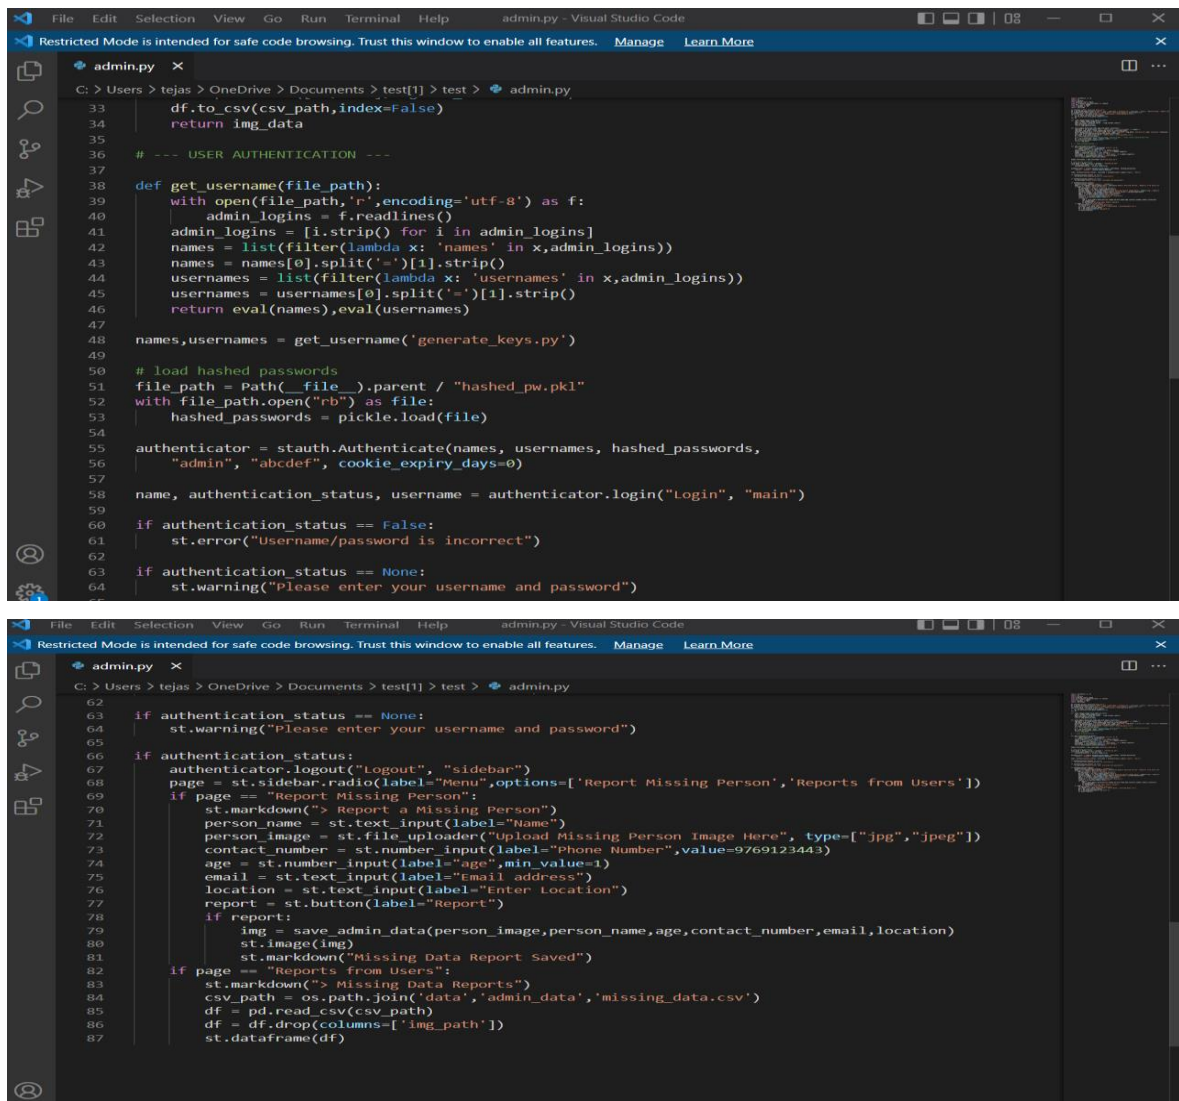 File Edit Selection View Go Run Terminal Help admin.py - Visual Studio Code
Restricted Mode is intended for safe code browsing. Trust this window to enable all features. Manage Learn More
admin.py
C: > Users > tejas > OneDrive > Documents > test[1] > test > admin.py
33 df.to_csv(csv_path,index=False)
34 return img_data
35
36 # --- USER AUTHENTICATION ---
37
38 def get_username(file_path):
39 with open(file_path,'r',encoding='utf-8') as f:
40 admin_logins = f.readlines()
41 admin_logins = [i.strip() for i in admin_logins]
42 names = list(filter(lambda x: 'names' in x,admin_logins))
43 names = names[0].split('=')[1].strip()
44 usernames = list(filter(lambda x: 'usernames' in x,admin_logins))
45 usernames = usernames[0].split('=')[1].strip()
46 return eval(names),eval(usernames)
47
48 names,usernames = get_username('generate_keys.py')
49
50 # load hashed passwords
51 file_path = Path(__file__).parent / "hashed_pw.pkl"
52 with file_path.open("rb") as file:
53 hashed_passwords = pickle.load(file)
54
55 authenticator = stauth.Authenticate(names, usernames, hashed_passwords,
56 "admin", "abcdef", cookie_expiry_days=0)
57
58 name, authentication_status, username = authenticator.login("Login", "main")
59
60 if authentication_status == False:
61 st.error("Username/password is incorrect")
62
63 if authentication_status == None:
64 st.warning("Please enter your username and password")
File Edit Selection View Go Run Terminal Help admin.py - Visual Studio Code
Restricted Mode is intended for safe code browsing. Trust this window to enable all features. Manage Learn More
admin.py
C: > Users > tejas > OneDrive > Documents > test[1] > test > admin.py
62
63 if authentication_status == None:
64 st.warning("Please enter your username and password")
65
66 if authentication_status:
67 authenticator.logout("Logout", "sidebar")
68 page = st.sidebar.radio(label="Menu",options=['Report Missing Person','Reports from Users'])
69 if page == "Report Missing Person":
70 st.markdown("> Report a Missing Person")
71 person_name = st.text_input(label="Name")
72 person_image = st.file_uploader("Upload Missing Person Image Here", type=["jpg","jpeg"])
73 contact_number = st.number_input(label="Phone Number",value=9769123443)
74 age = st.number_input(label="age",min_value=1)
75 email = st.text_input(label="Email address")
76 location = st.text_input(label="Enter Location")
77 report = st.button(label="Report")
78 if report:
79 img = save_admin_data(person_image,person_name,age,contact_number,email,location)
80 st.image(img)
81 st.markdown("Missing Data Report Saved")
82 if page == "Reports from Users":
83 st.markdown("> Missing Data Reports")
84 csv_path = os.path.join('data','admin_data','missing_data.csv')
85 df = pd.read_csv(csv_path)
86 df = df.drop(columns=['img_path'])
87 st.dataframe(df)